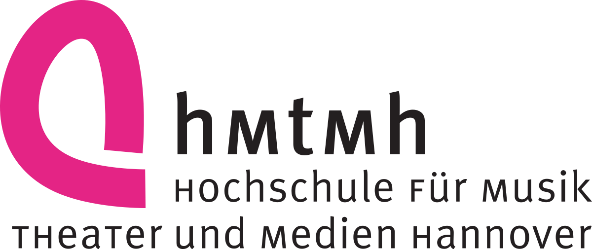 hMtMh
Hochschule Für Musik
THeaTer und Medien Hannover